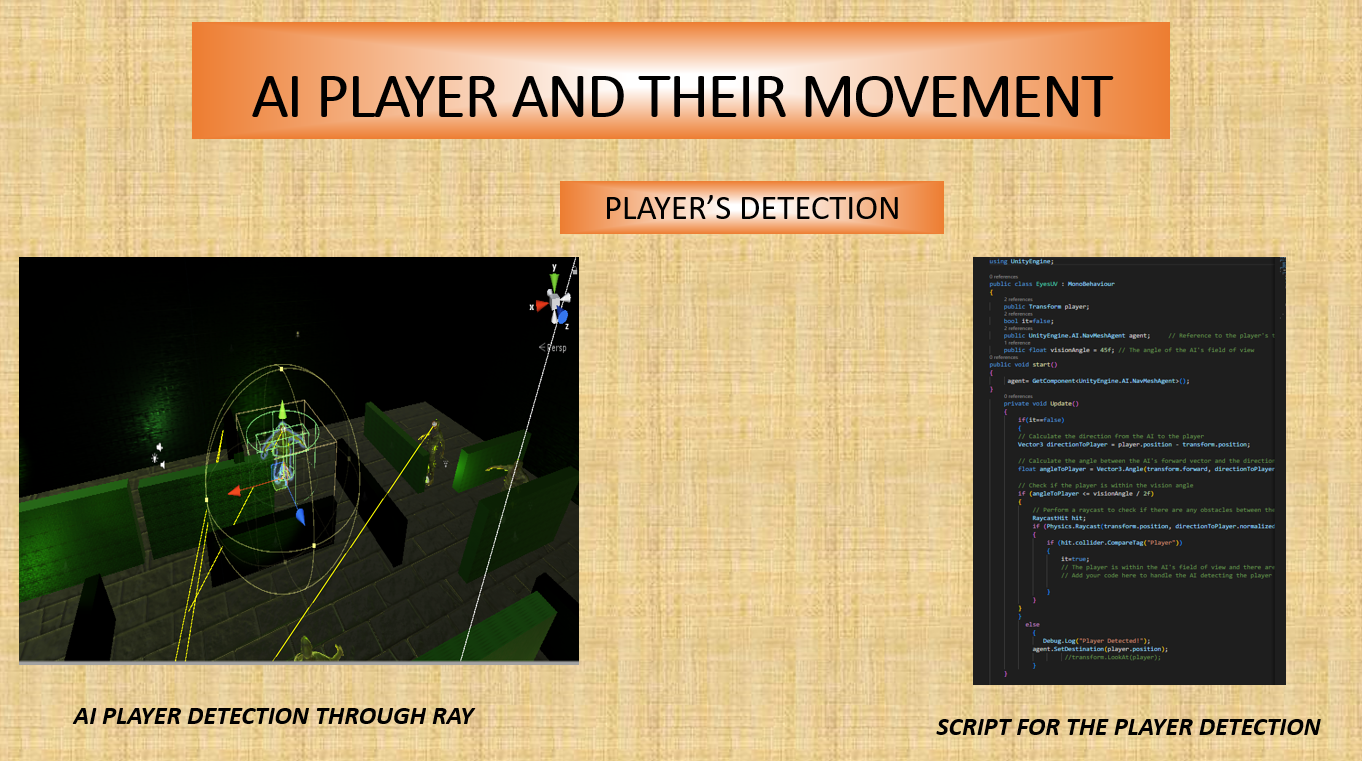 AI PLAYER AND THEIR MOVEMENT
PLAYER'S DETECTION
y
x
z
Persp
AI PLAYER DETECTION THROUGH RAY
using UnityEngine;
0 references
public class EyesUV : MonoBehaviour
{
2 references
public Transform player;
2 references
bool it=false;
2 references
public UnityEngine.AI.NavMeshAgent agent; // Reference to the player's
1 reference
public float visionAngle = 45f; // The angle of the AI's field of view
0 references
public void start()
{
agent= GetComponent<UnityEngine.AI.NavMeshAgent>();
}
0 references
private void Update()
{
if(it==false)
{
// Calculate the direction from the AI to the player
Vector3 directionToPlayer = player.position - transform.position;
// Calculate the angle between the AI's forward vector and the direction
float angleToPlayer = Vector3.Angle(transform.forward, directionToPlayer
// Check if the player is within the vision angle
if (angleToPlayer <= visionAngle / 2f)
{
// Perform a raycast to check if there are any obstacles between the
RaycastHit hit;
if (Physics.Raycast(transform.position, directionToPlayer.normalized
{
if (hit.collider.CompareTag("Player"))
{
it=true;
// The player is within the AI's field of view and there are
// Add your code here to handle the AI detecting the player
}
}
}
}
else
{
Debug.Log("Player Detected!");
agent.SetDestination(player.position);
//transform.LookAt(player);
}
}
SCRIPT FOR THE PLAYER DETECTION